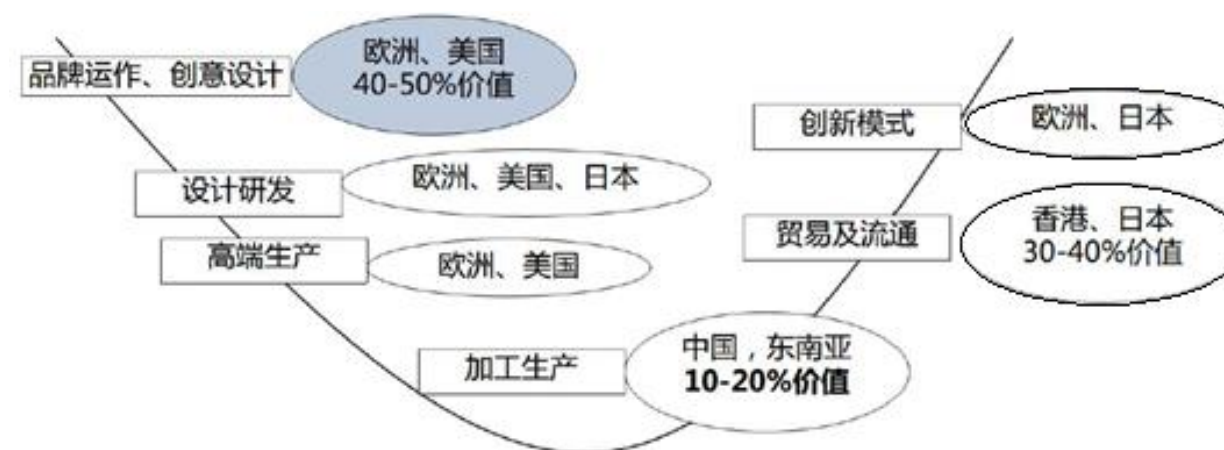 品牌运作、创意设计
欧洲、美国
40-50%价值
设计研发
欧洲、美国、日本
高端生产
欧洲、美国
加工生产
中国，东南亚
10-20%价值
创新模式
欧洲、日本
贸易及流通
香港、日本
30-40%价值